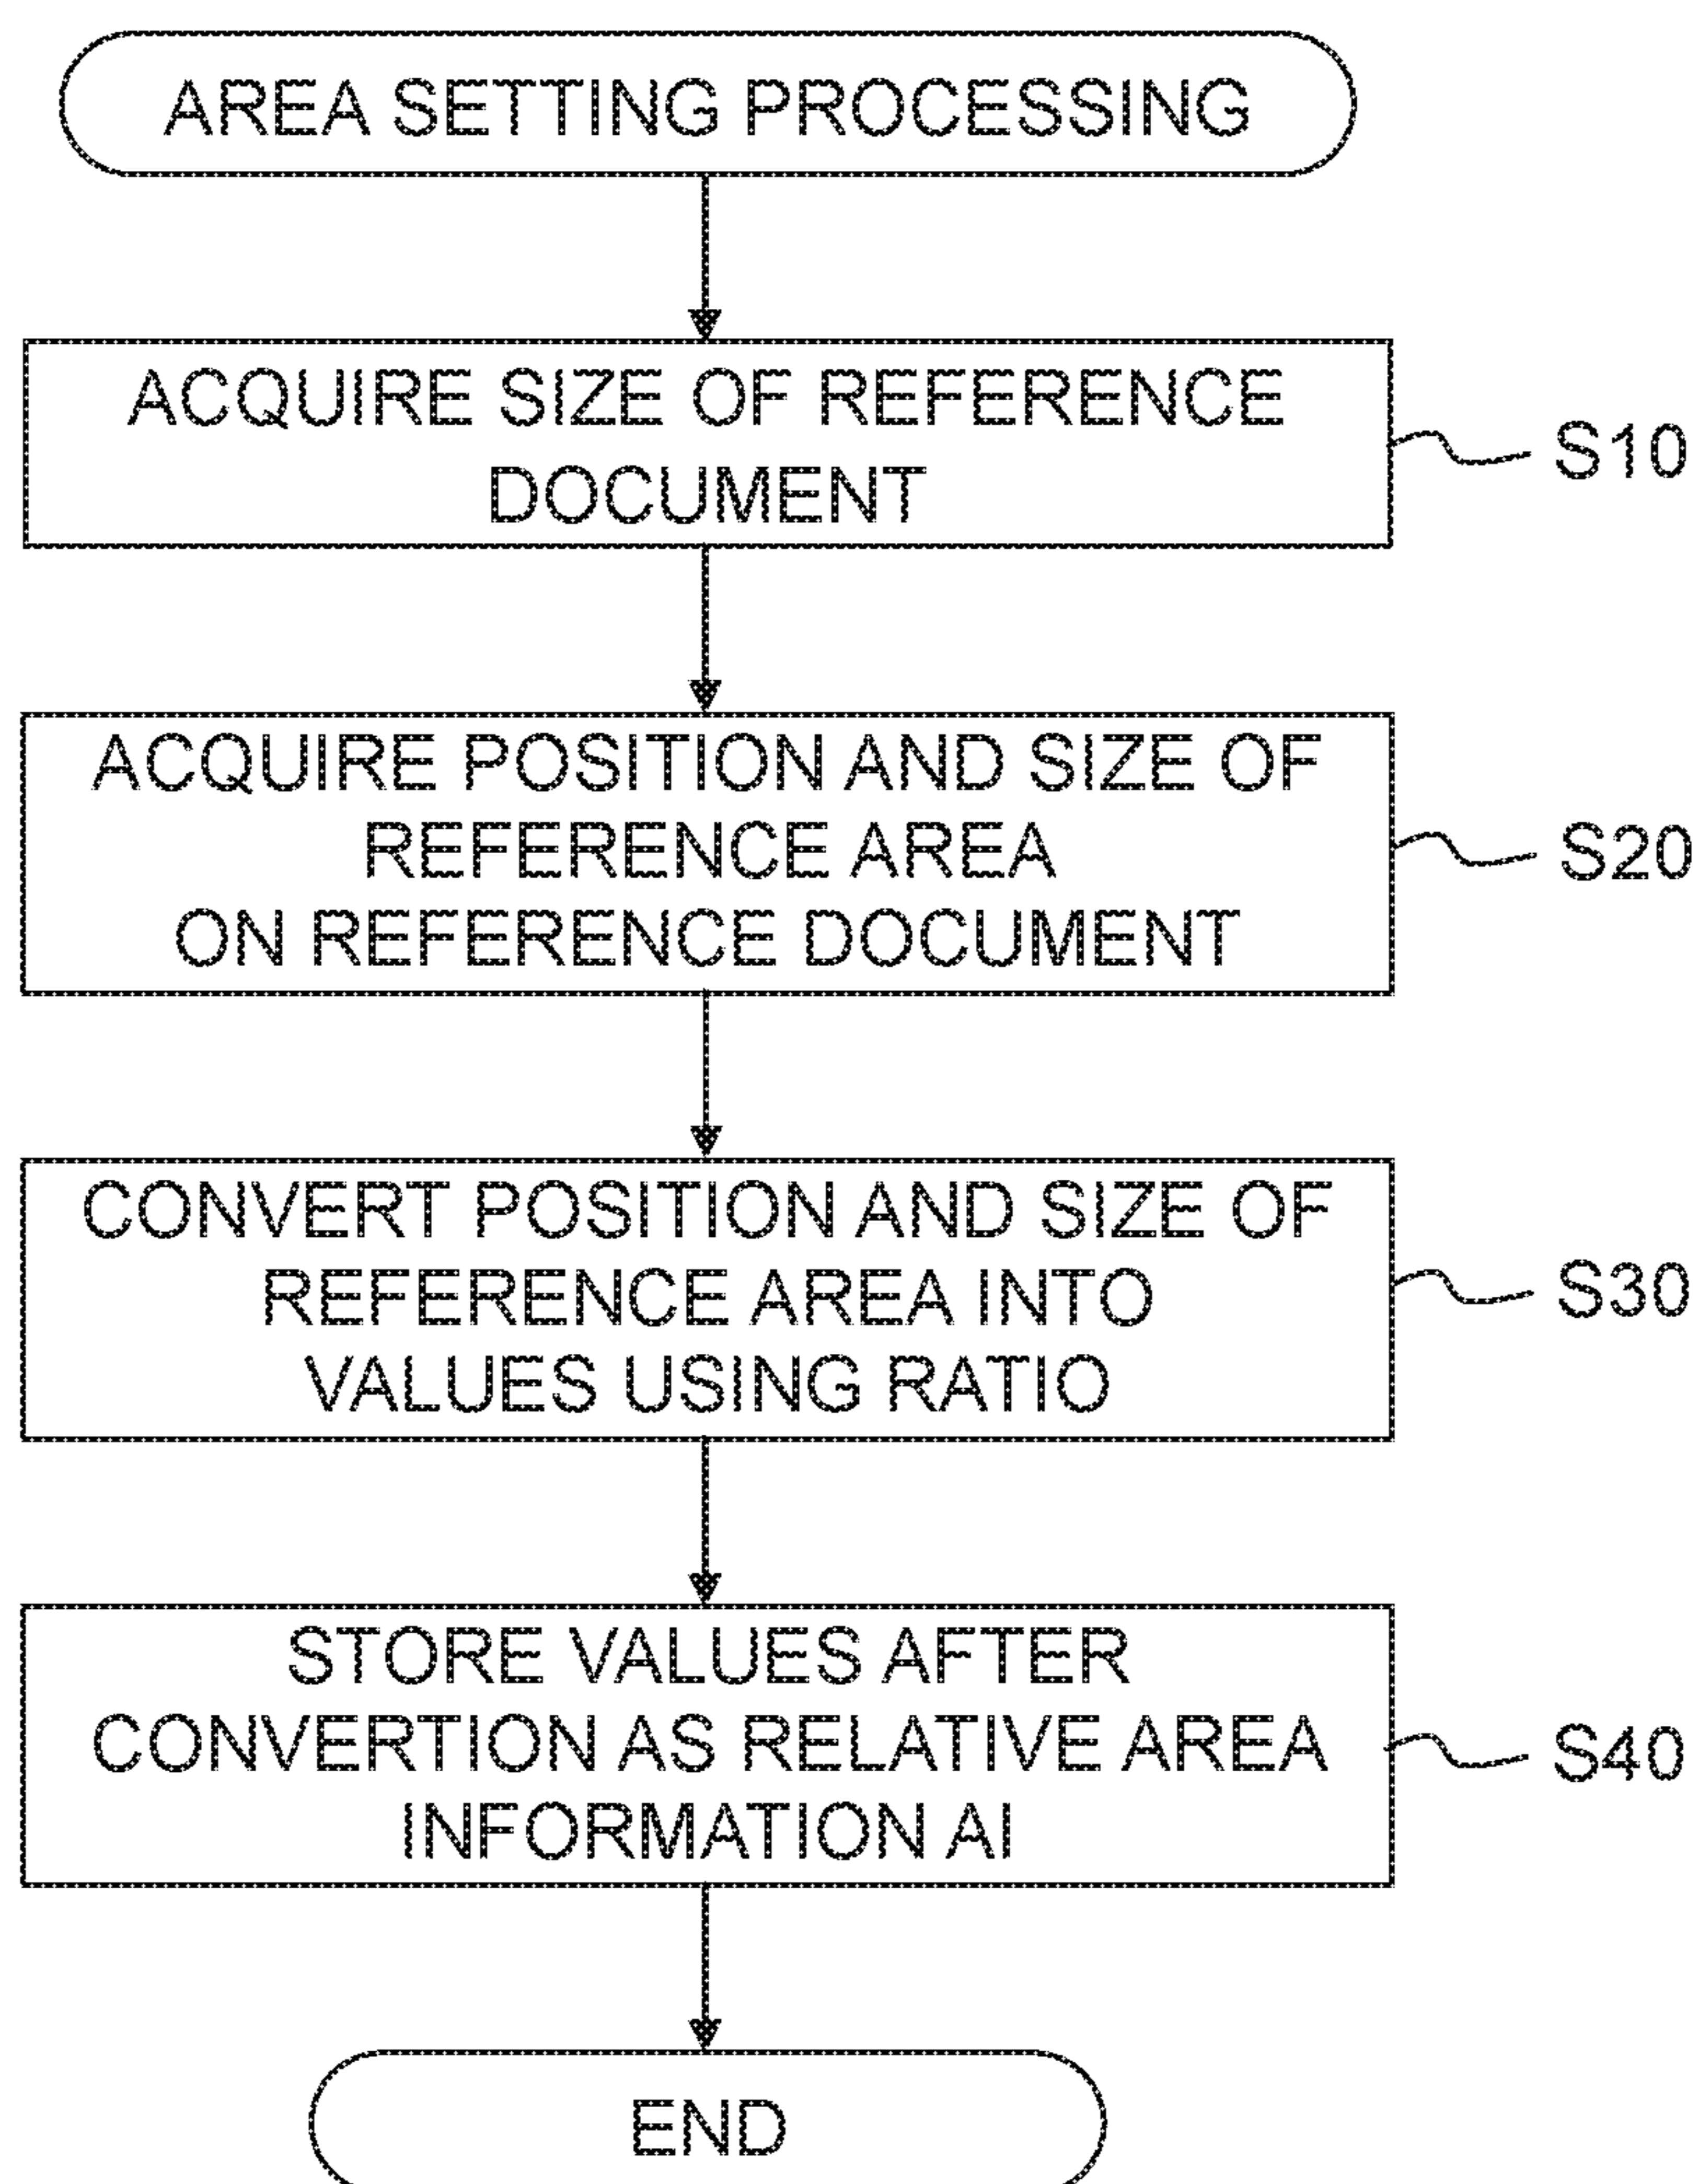 AREA SETTING PROCESSING
ACQUIRE SIZE OF REFERENCE
DOCUMENT
S10
ACQUIRE POSITION AND SIZE OF
REFERENCE AREA
ON REFERENCE DOCUMENT
S20
CONVERT POSITION AND SIZE OF
REFERENCE AREA INTO
VALUES USING RATIO
S30
STORE VALUES AFTER
CONVERTION AS RELATIVE AREA
INFORMATION AI
S40
END